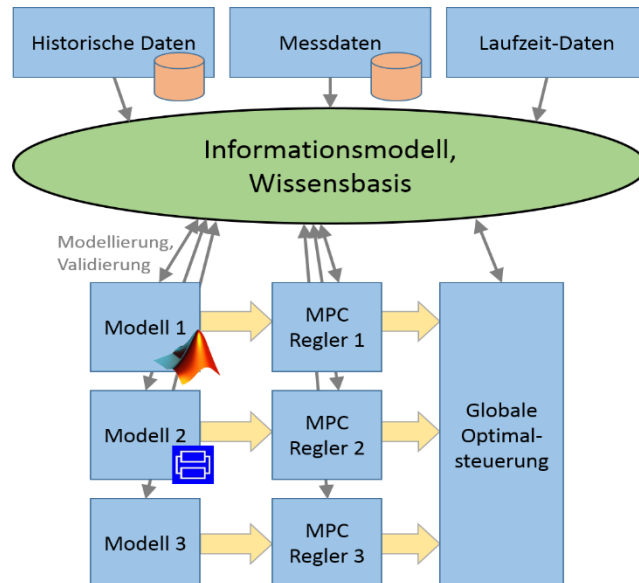 Historische Daten
Messdaten
Laufzeit-Daten
Informationsmodell,
Wissensbasis
Modellierung,
Validierung
Modell 1
MPC
Regler 1
Modell 2
MPC
Regler 2
Globale
Optimal-
steuerung
Modell 3
MPC
Regler 3